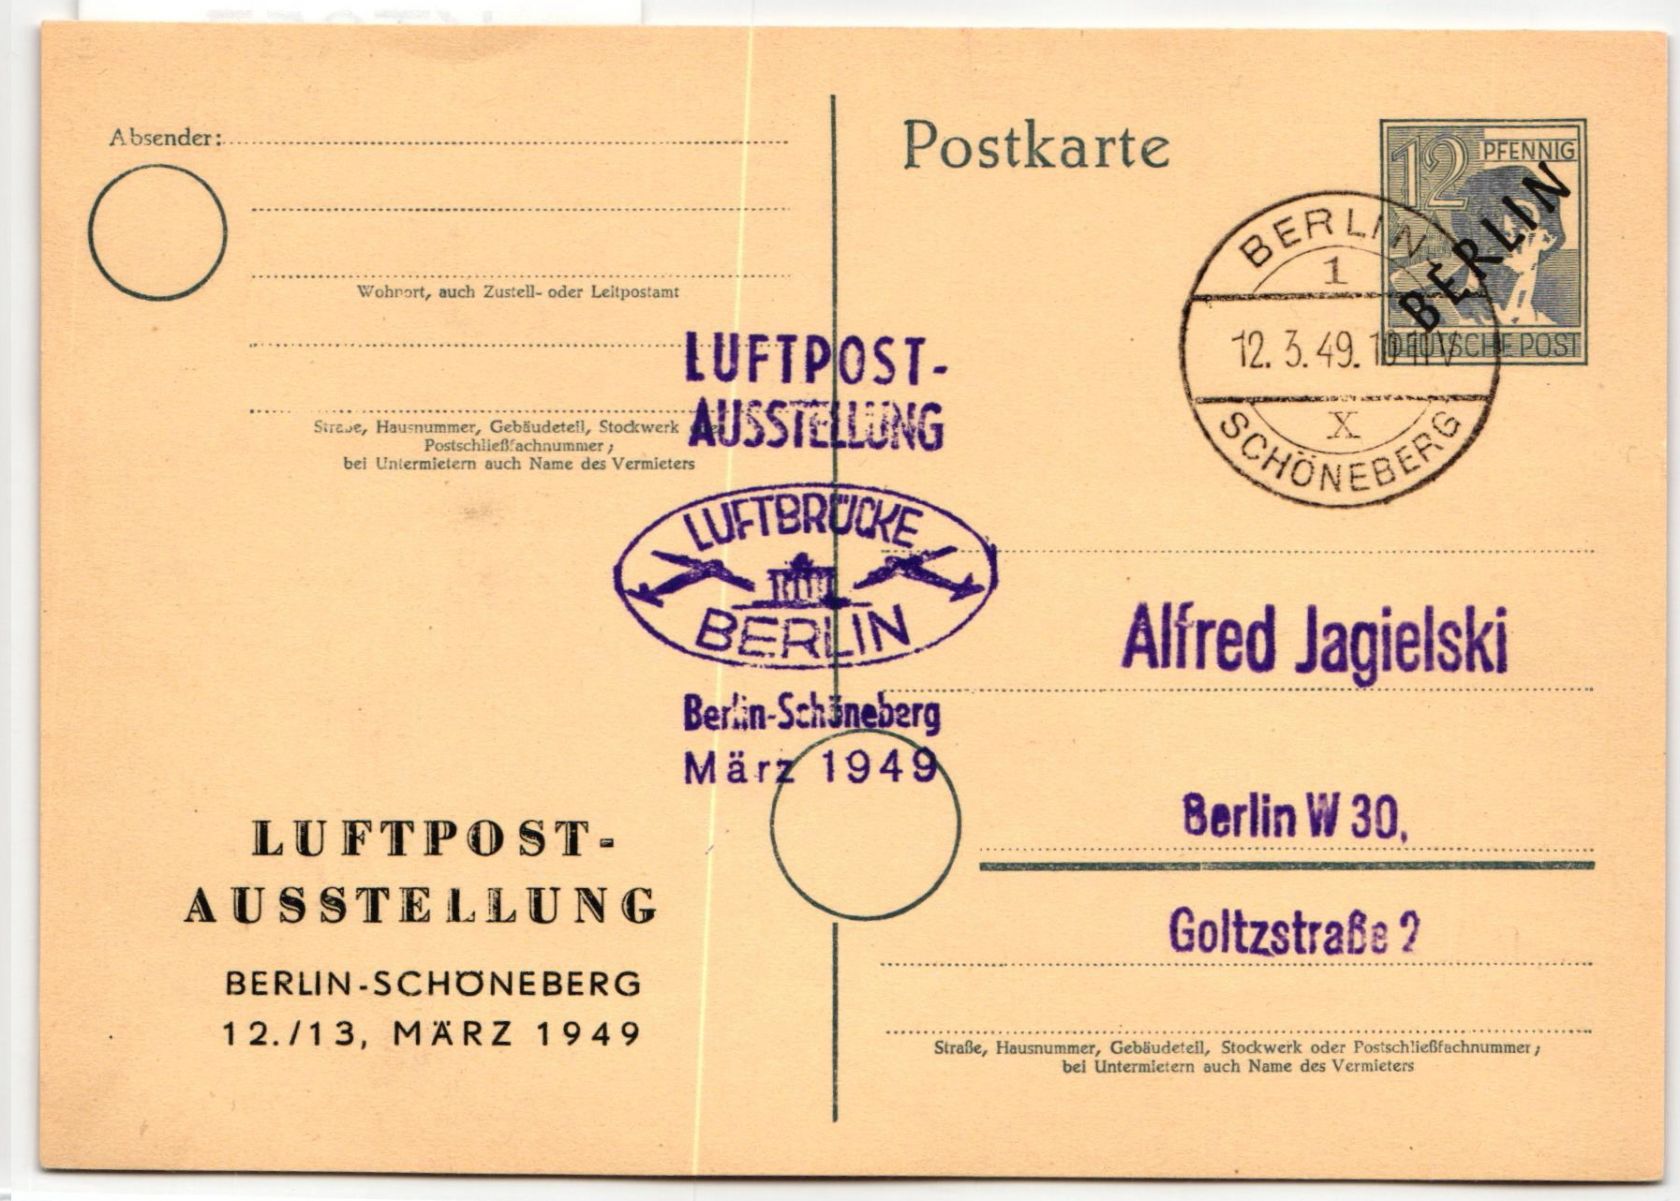 Absender:
Wohnort, auch Zustell- oder Leitpostamt
Straße, Hausnummer, Gebäudeteil, Stockwerk
Postschließfachnummer;
bei Untermietern auch Name des Vermieters
Postkarte
12 PFENNIG
BERLIN
DEUTSCHE POST
BERLIN
1
12. 3. 49.
X
SCHÖNEBERG
LUFTPOST-
AUSSTELLUNG
LUFTBRÜCKE
BERLIN
Berlin-Schöneberg
März 1949
Alfred Jagielski
Berlin W 30,
Goltzstraße 2
Straße, Hausnummer, Gebäudeteil, Stockwerk oder Postschließfachnummer;
bei Untermietern auch Name des Vermieters
LUFTPOST-
AUSSTELLUNG
BERLIN-SCHÖNEBERG
12./13, MÄRZ 1949